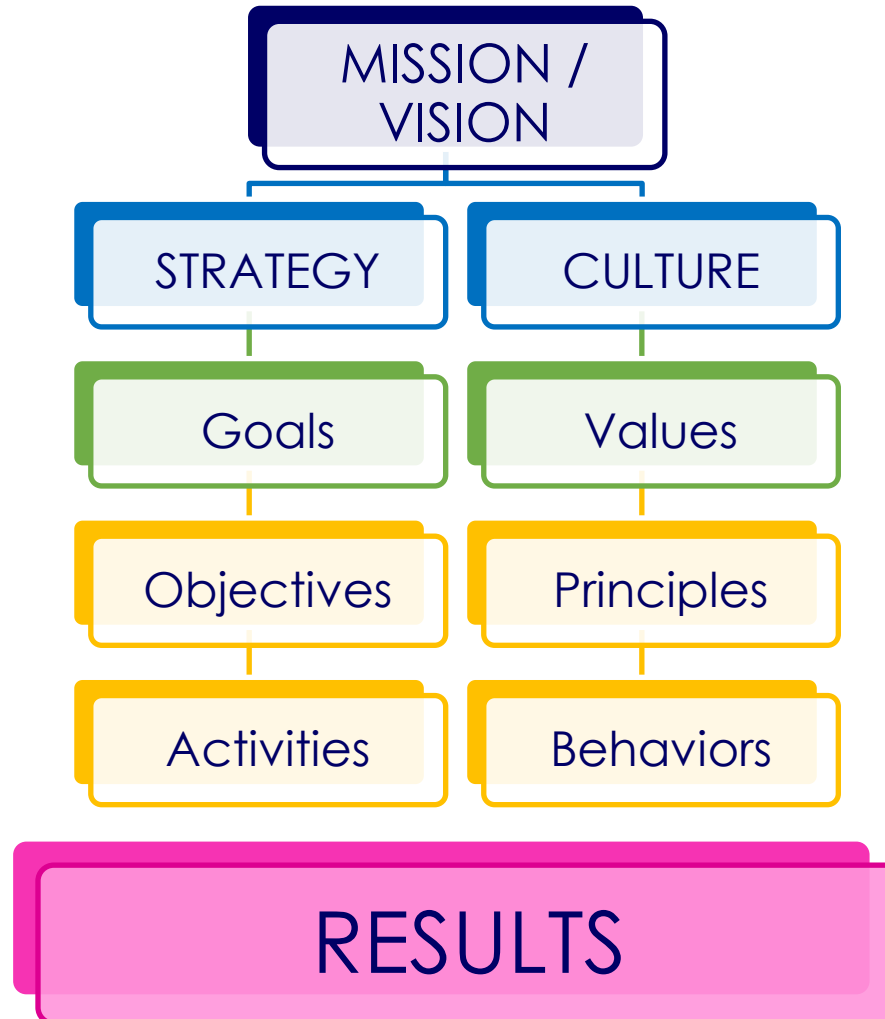 MISSION /
VISION
STRATEGY
CULTURE
Goals
Values
Objectives
Principles
Activities
Behaviors
RESULTS